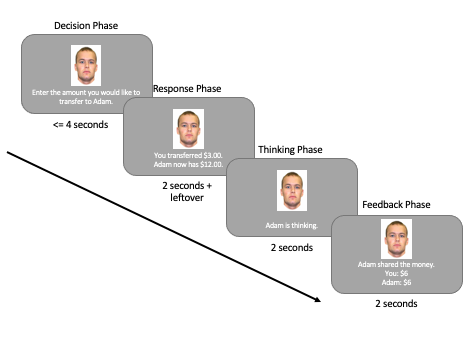 Decision Phase
Enter the amount you would like to
transfer to Adam.
<= 4 seconds
Response Phase
You transferred $3.00.
Adam now has $12.00.
2 seconds +
leftover
Thinking Phase
Adam is thinking.
2 seconds
Feedback Phase
Adam shared the money.
You: $6
Adam: $6
2 seconds